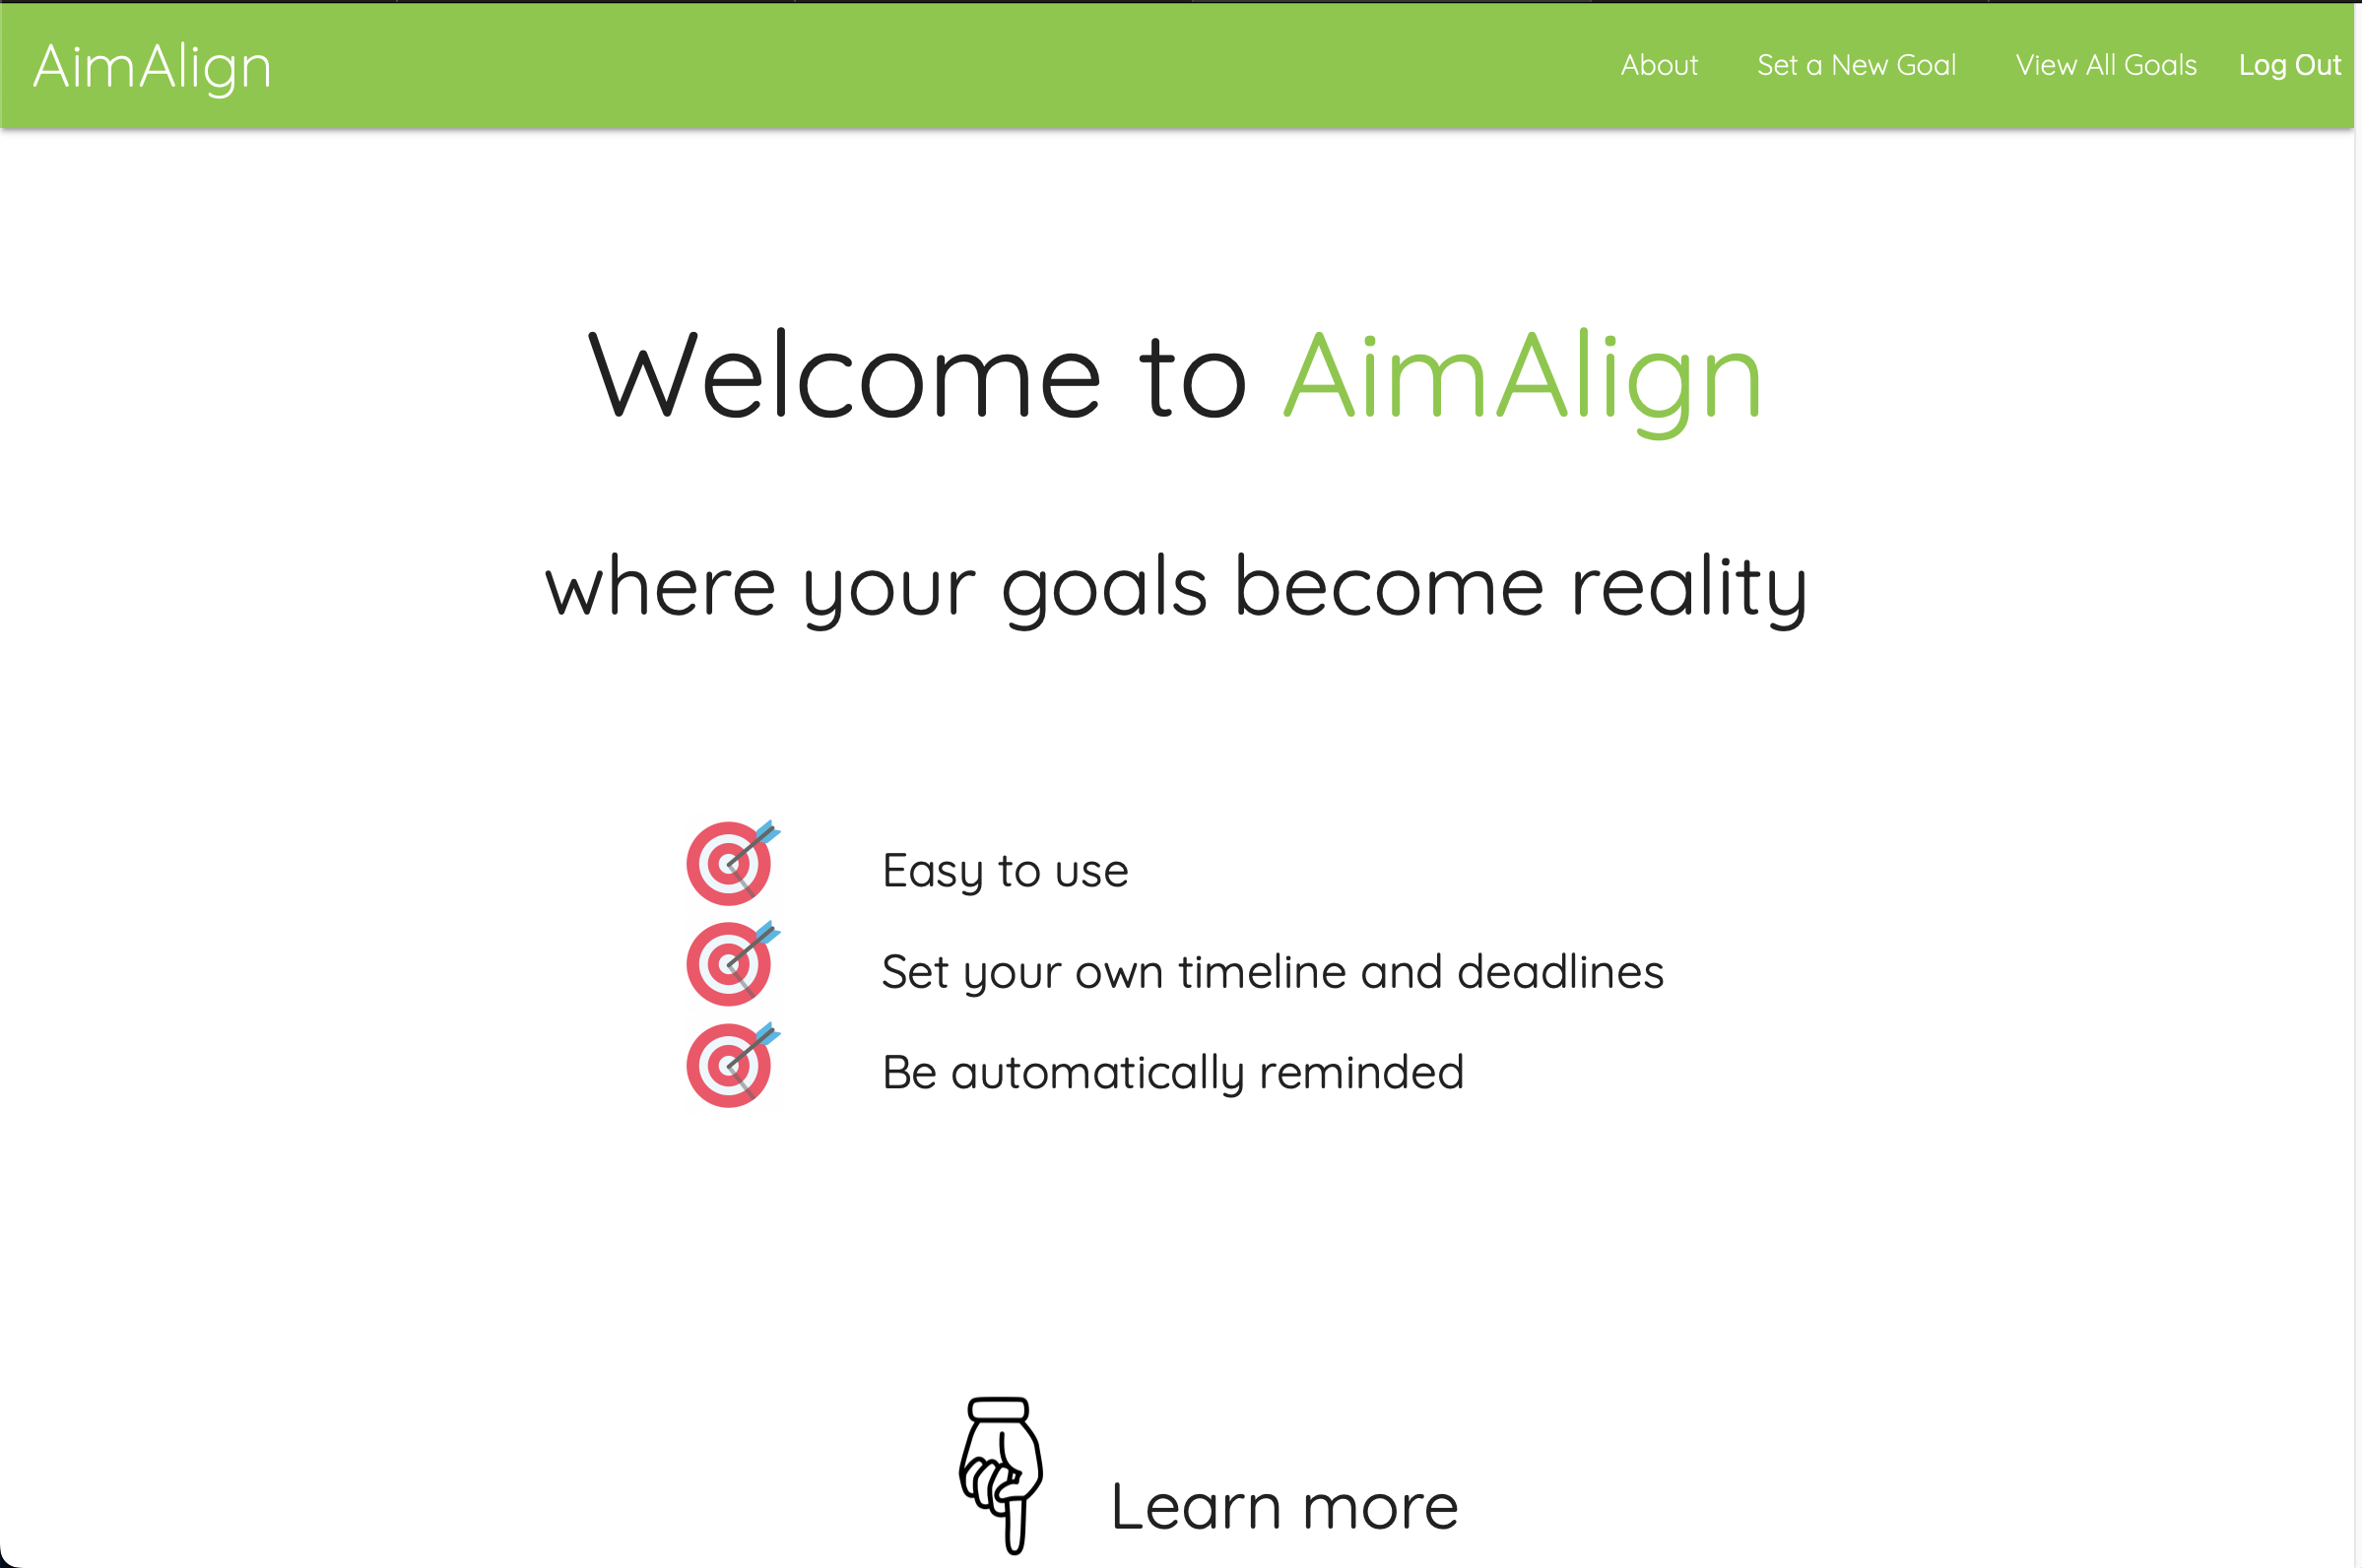 AimAlign
About
Set a New Goal
View All Goals
Log Out
Welcome to AimAlign
where your goals become reality
Easy to use
Set your own timeline and deadlines
Be automatically reminded
Learn more